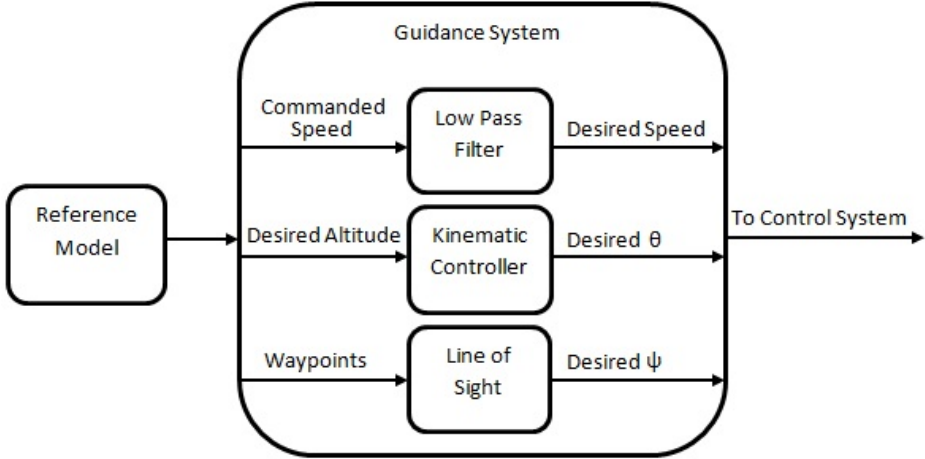 Guidance System
Commanded
Speed
Low Pass
Filter
Desired Speed
Reference
Model
Desired Altitude
Kinematic
Controller
Desired θ
To Control System
Waypoints
Line of
Sight
Desired ψ